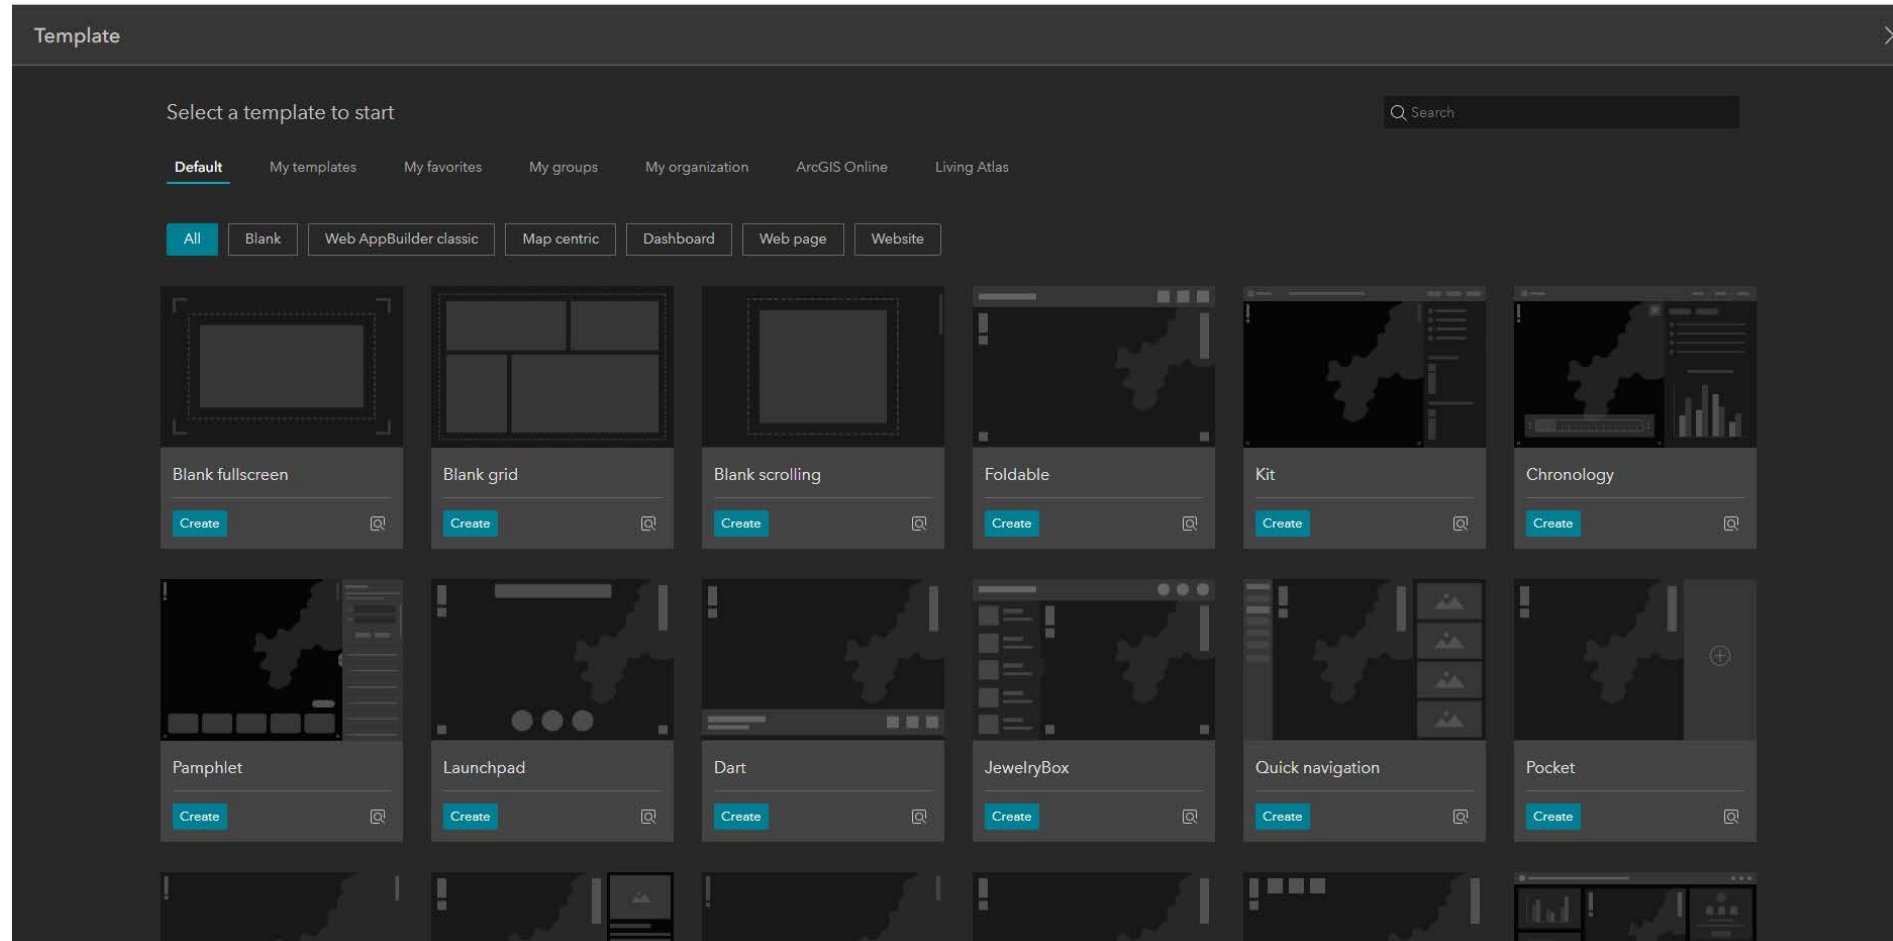 Template
Select a template to start
Search
Default My templates My favorites My groups My organization ArcGIS Online Living Atlas
All Blank Web AppBuilder classic Map centric Dashboard Web page Website
Blank fullscreen Blank grid Blank scrolling Foldable Kit Chronology
Create Create Create Create Create Create
Pamphlet Launchpad Dart JewelryBox Quick navigation Pocket
Create Create Create Create Create Create